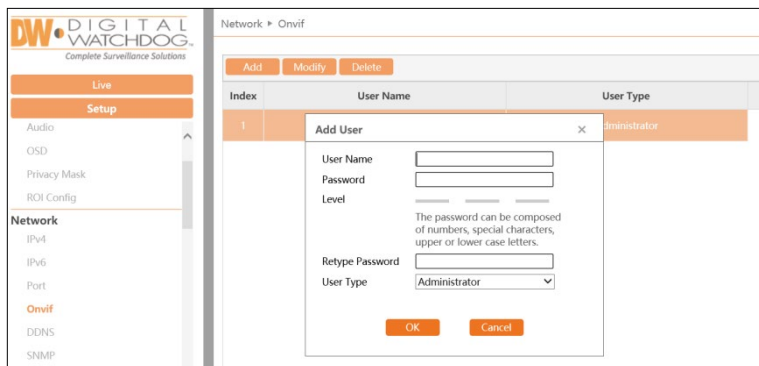 DW DIGITAL
WATCHDOG™
Complete Surveillance Solutions
Live
Setup
Audio
OSD
Privacy Mask
ROI Config
Network
IPv4
IPv6
Port
Onvif
DDNS
SNMP
Network ▸ Onvif
Add Modify Delete
Index User Name User Type
1
Add User ×
User Name
Password
Level
The password can be composed
of numbers, special characters,
upper or lower case letters.
Retype Password
User Type Administrator
OK Cancel